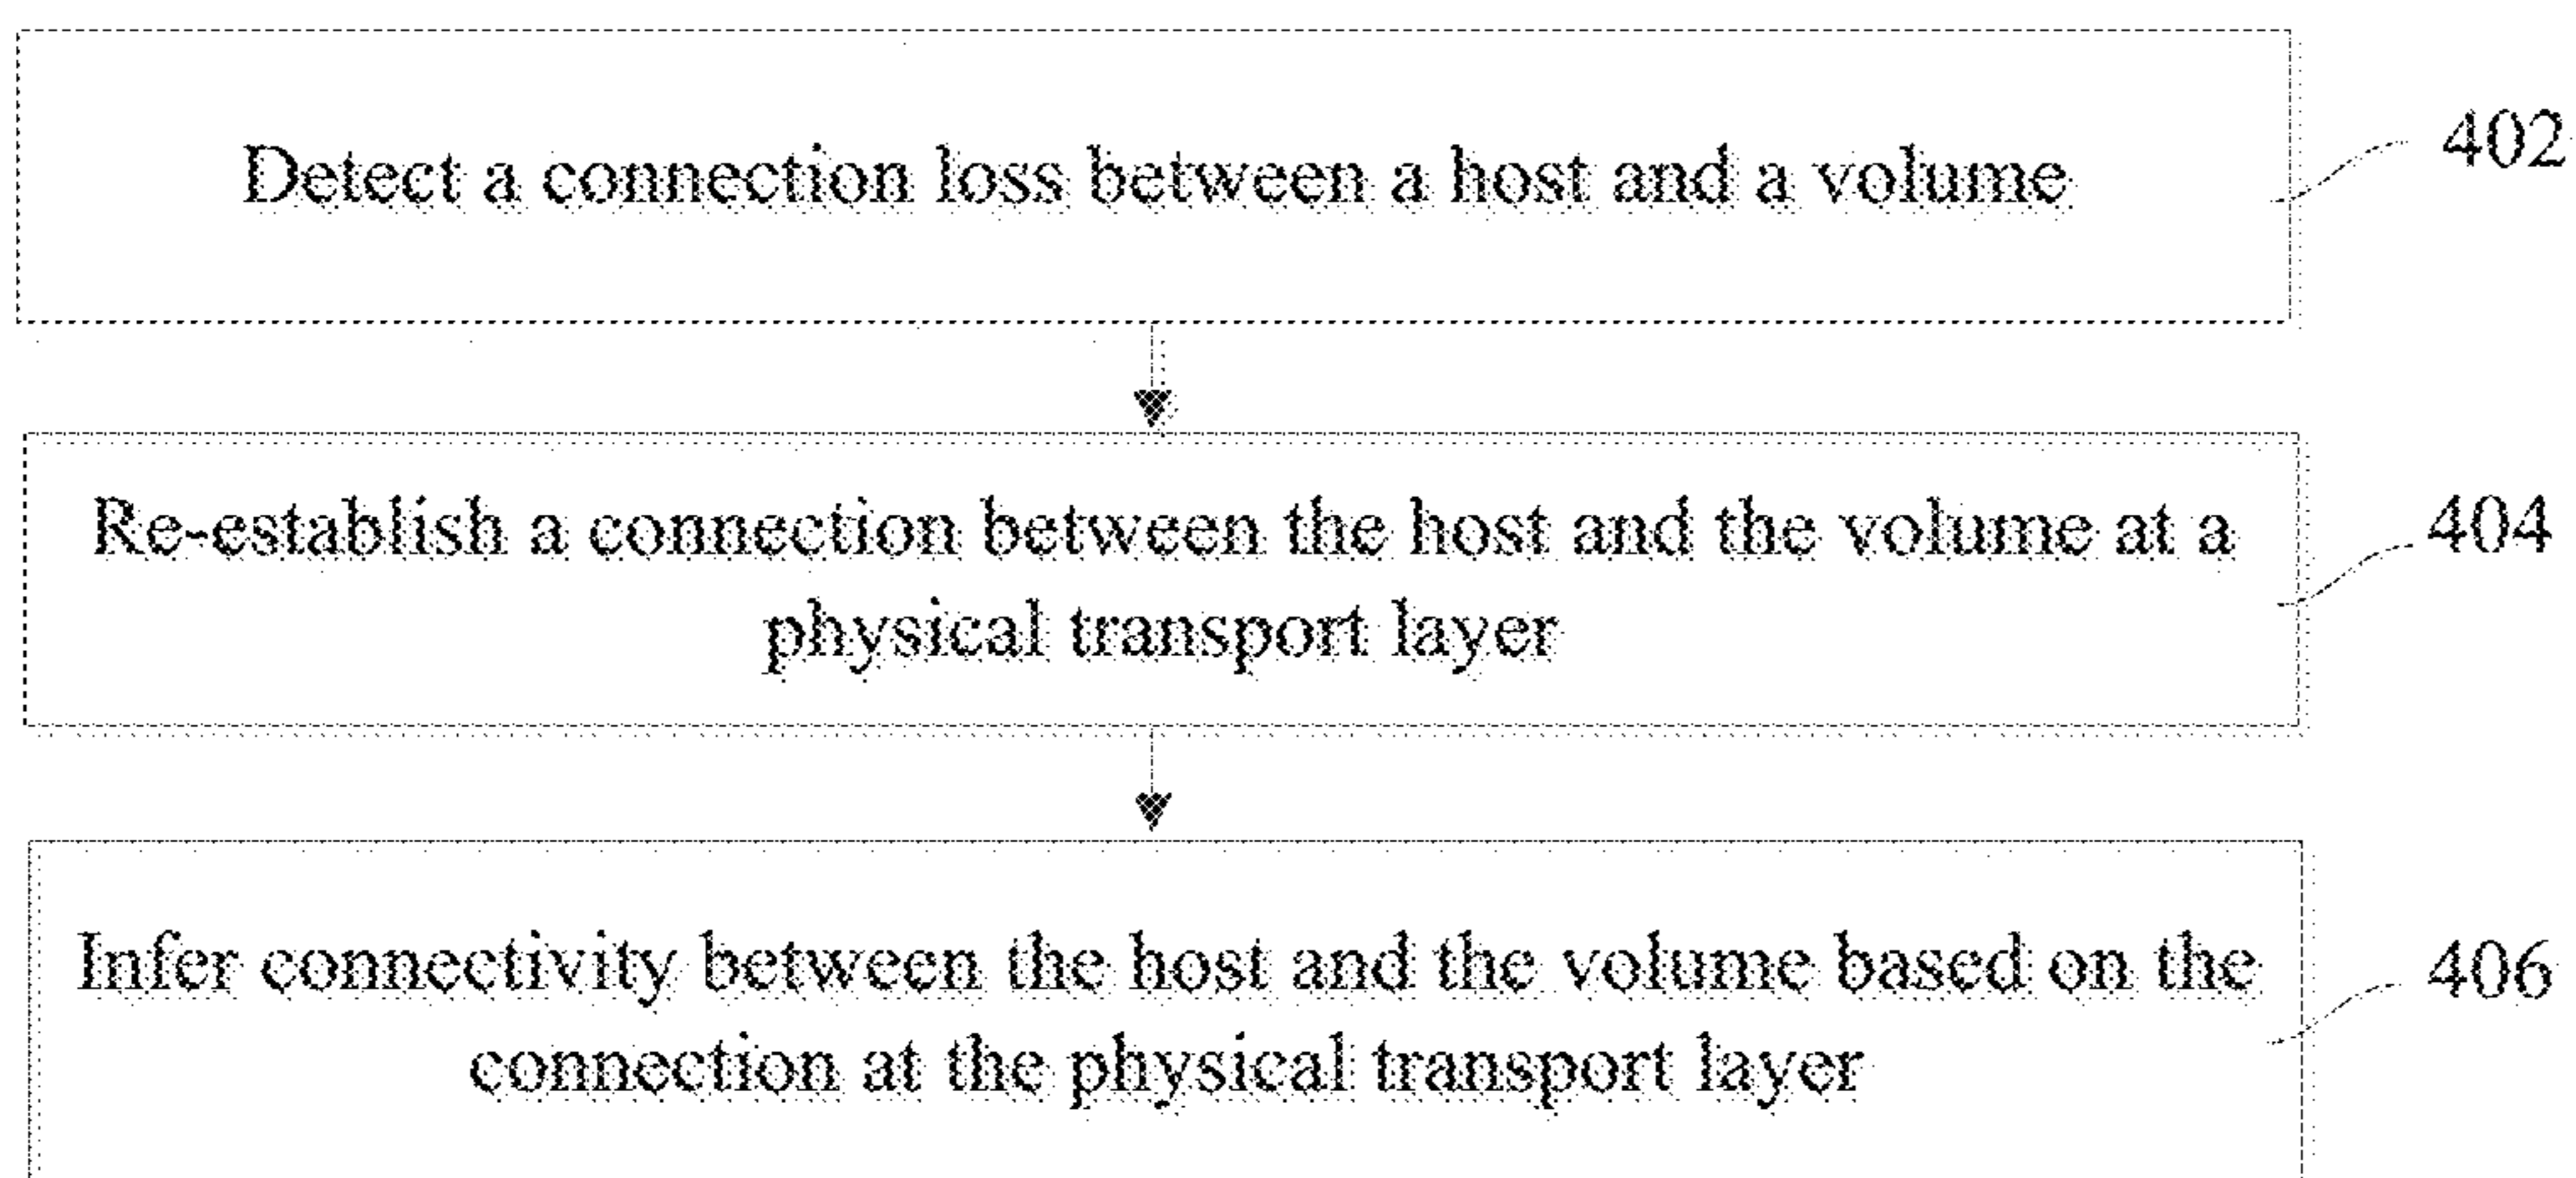 Detect a connection loss between a host and a volume
402
Re-establish a connection between the host and the volume at a
physical transport layer
404
Infer connectivity between the host and the volume based on the
connection at the physical transport layer
406